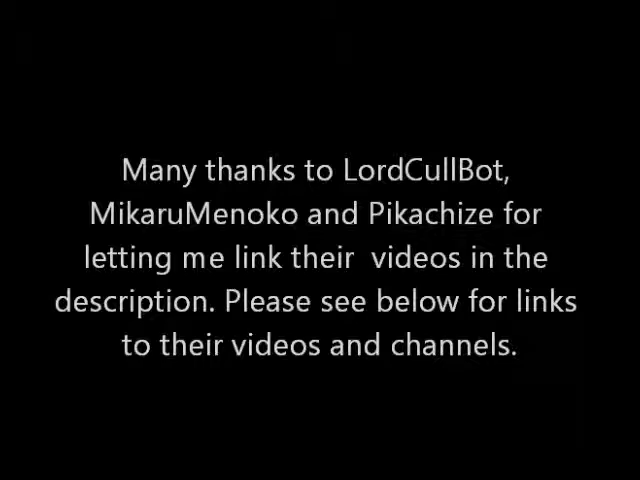 Many thanks to LordCullBot,
MikaruMenoko and Pikachize for
letting me link their  videos in the
description. Please see below for links
to their videos and channels.